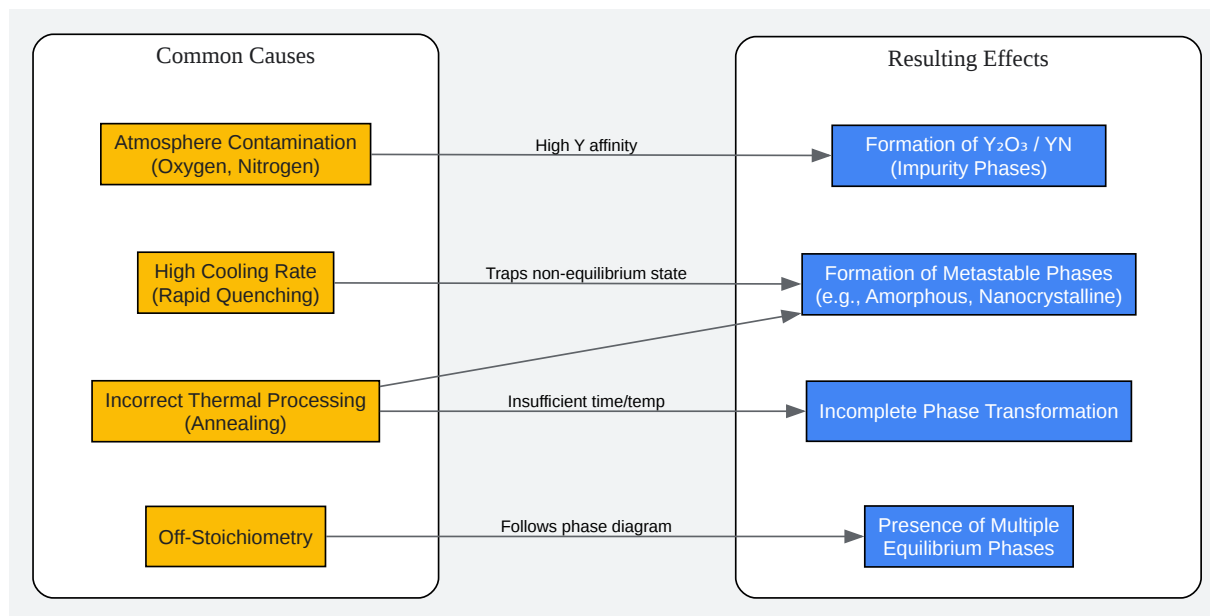 Common Causes
Resulting Effects
Atmosphere Contamination
(Oxygen, Nitrogen)
High Y affinity
Formation of Y₂O₃ / YN
(Impurity Phases)
High Cooling Rate
(Rapid Quenching)
Traps non-equilibrium state
Formation of Metastable Phases
(e.g., Amorphous, Nanocrystalline)
Incorrect Thermal Processing
(Annealing)
Insufficient time/temp
Incomplete Phase Transformation
Off-Stoichiometry
Follows phase diagram
Presence of Multiple
Equilibrium Phases